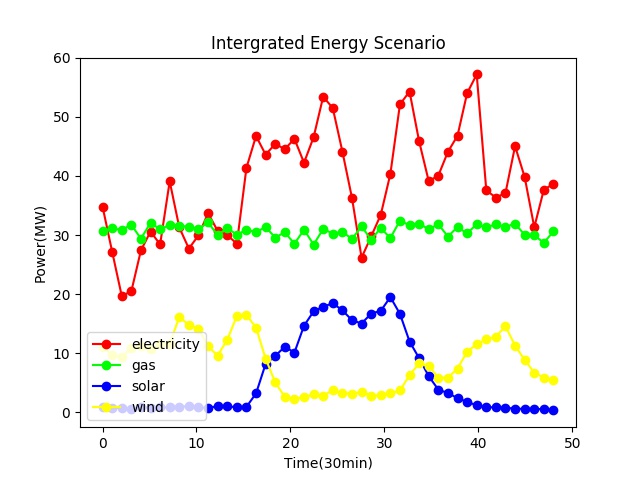 Intergrated Energy Scenario
60
50
40
30
20
10
0
Power(MW)
electricity
gas
solar
wind
0 10 20 30 40 50
Time(30min)